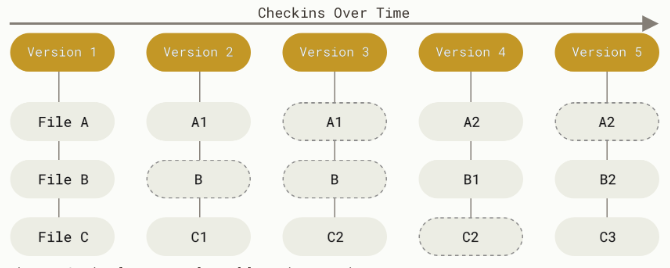 Checkins Over Time
Version 1 Version 2 Version 3 Version 4 Version 5
File A A1 A1 A2 A2
File B B B B1 B2
File C C1 C2 C2 C3